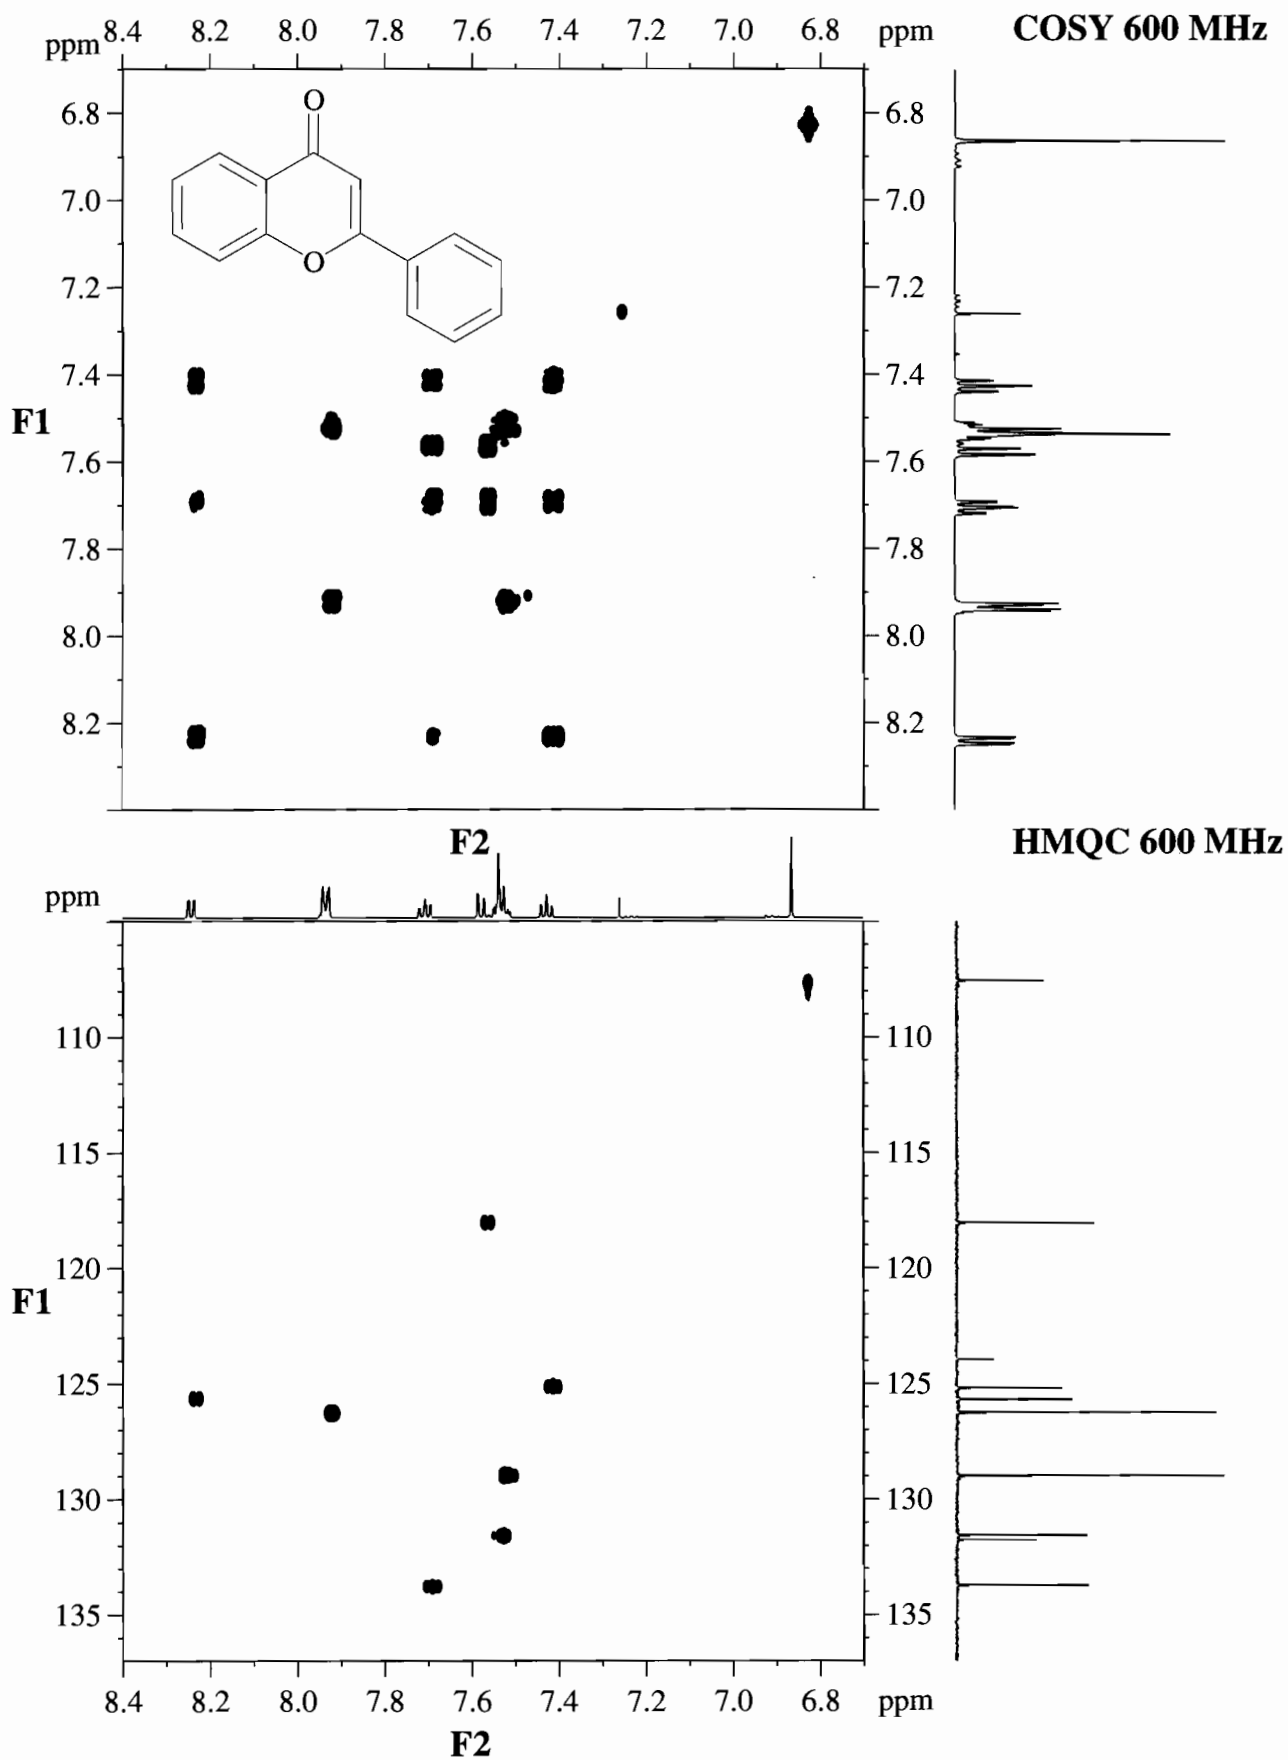 ppm 8.4 8.2 8.0 7.8 7.6 7.4 7.2 7.0 6.8 ppm COSY 600 MHz
O
6.8 6.8
7.0 7.0
O
7.2 7.2
7.4 7.4
F1
7.6 7.6
7.8 7.8
8.0 8.0
8.2 8.2
F2 HMQC 600 MHz
ppm ppm
110 110
115 115
120 120
F1
125 125
130 130
135 135
8.4 8.2 8.0 7.8 7.6 7.4 7.2 7.0 6.8 ppm
F2